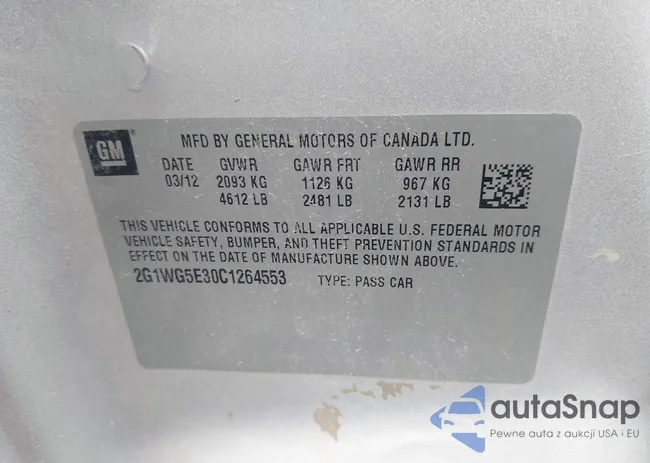 GM
MFD BY GENERAL MOTORS OF CANADA LTD.
DATE GVWR GAWR FRT GAWR RR
03/12 2093 KG 1126 KG 967 KG
4612 LB 2481 LB 2131 LB
THIS VEHICLE CONFORMS TO ALL APPLICABLE U.S. FEDERAL MOTOR
VEHICLE SAFETY, BUMPER, AND THEFT PREVENTION STANDARDS IN
EFFECT ON THE DATE OF MANUFACTURE SHOWN ABOVE.
2G1WG5E30C1264553 TYPE: PASS CAR
autaSnap
Pewne auta z aukcji USA i EU